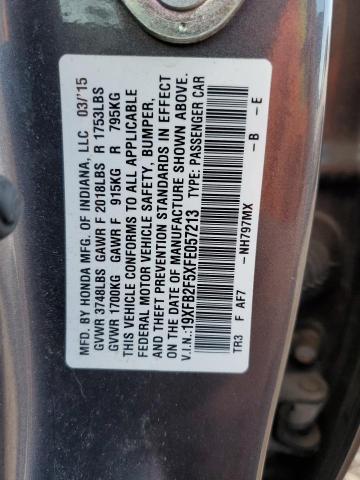 MFD. BY HONDA MFG. OF INDIANA, LLC 03/15
GVWR 3748LBS GAWR F 2018LBS R 1753LBS
GVWR 1700KG GAWR F 915KG R 795KG
THIS VEHICLE CONFORMS TO ALL APPLICABLE
FEDERAL MOTOR VEHICLE SAFETY, BUMPER,
AND THEFT PREVENTION STANDARDS IN EFFECT
ON THE DATE OF MANUFACTURE SHOWN ABOVE.
V.I.N.:19XFB2F5XFE057213 TYPE: PASSENGER CAR
TR3 F AF7 -NH797MX -B -E